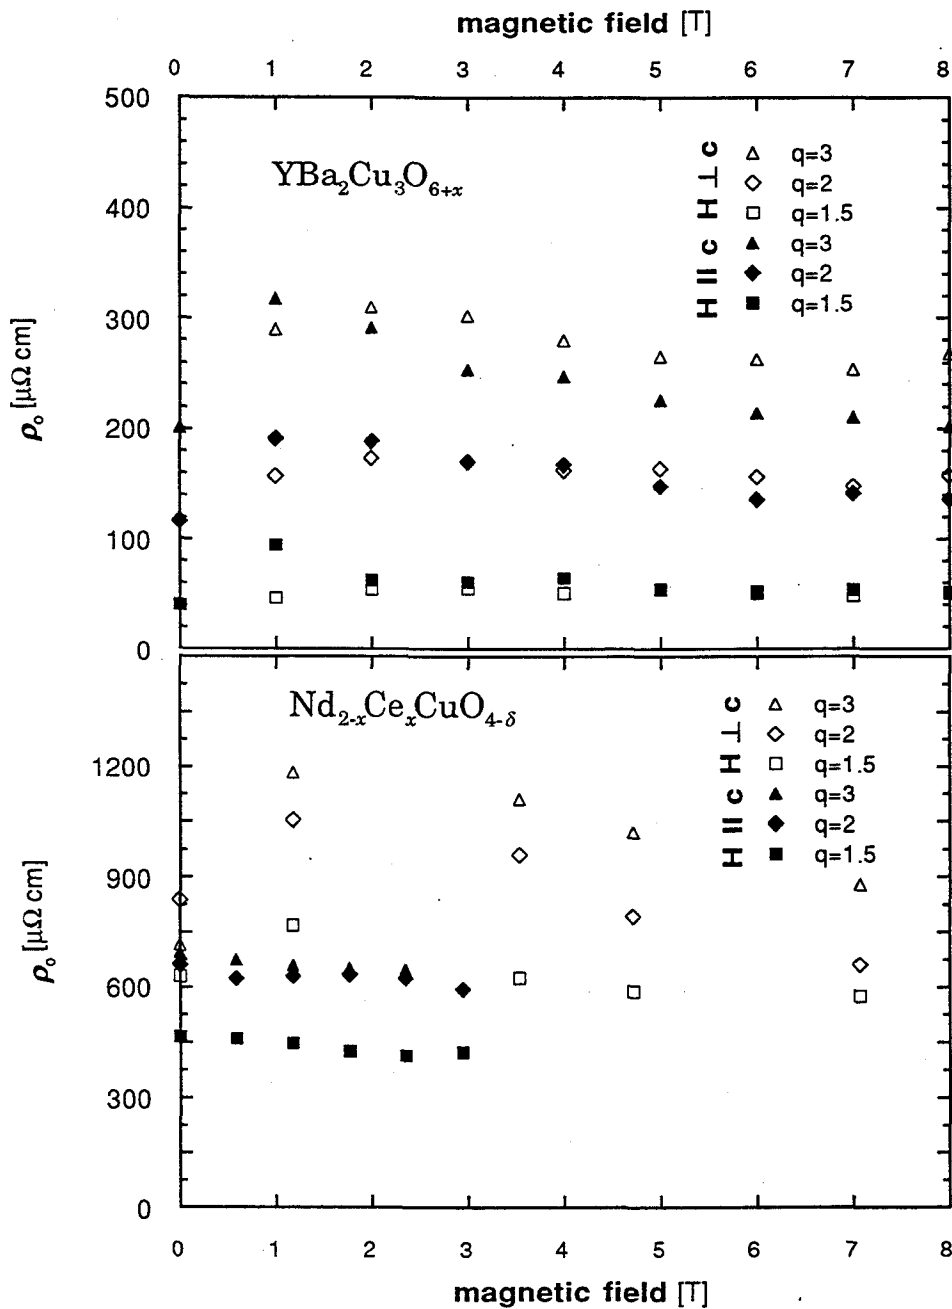 magnetic field [T]
0 1 2 3 4 5 6 7 8
500
400
300
200
100
0
ρo [μΩ cm]
YBa2Cu3O6+x
H ⊥ c
△ q=3
◇ q=2
□ q=1.5
H || c
▲ q=3
◆ q=2
■ q=1.5
1200
900
600
300
0
ρo [μΩ cm]
Nd2-xCexCuO4-δ
H ⊥ c
△ q=3
◇ q=2
□ q=1.5
H || c
▲ q=3
◆ q=2
■ q=1.5
0 1 2 3 4 5 6 7 8
magnetic field [T]